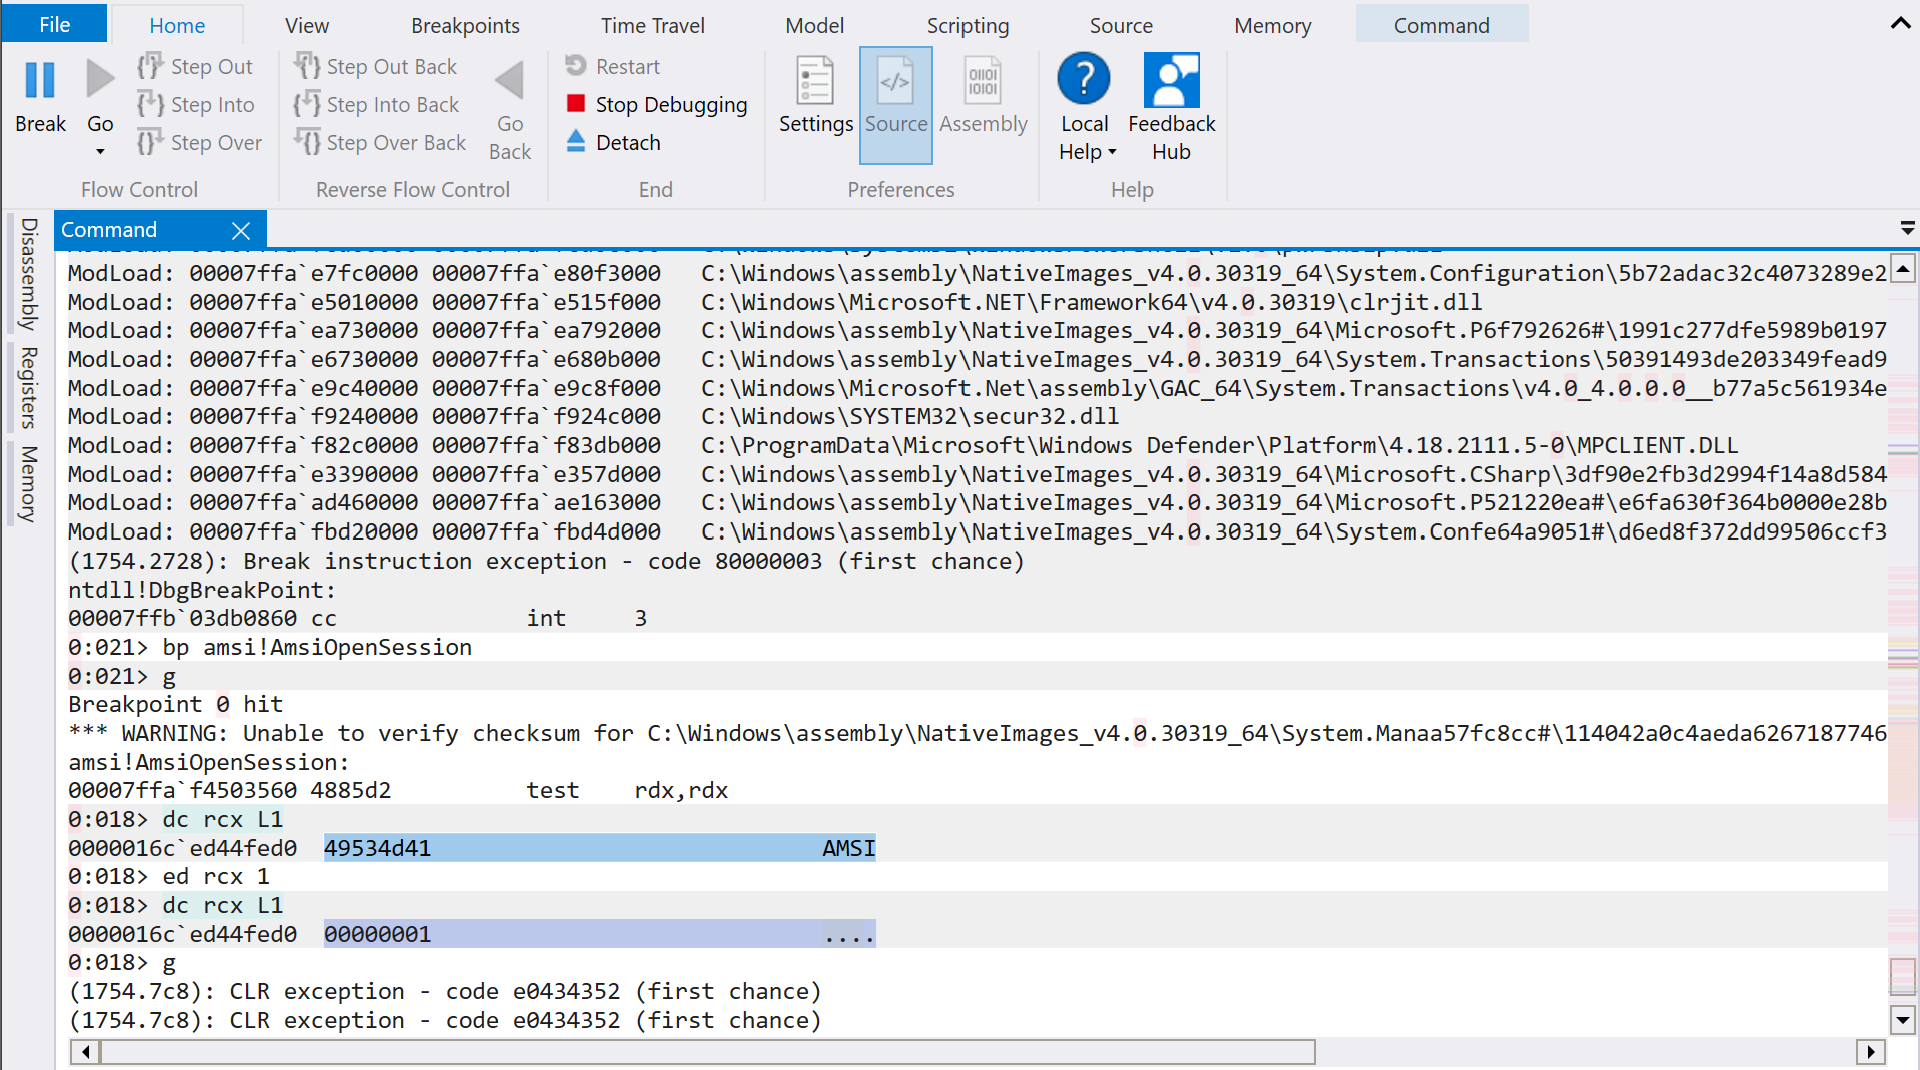 File Home View Breakpoints Time Travel Model Scripting Source Memory Command
Break
Go
Step Out
Step Into
Step Over
Flow Control
Step Out Back
Step Into Back
Step Over Back
Go Back
Reverse Flow Control
Restart
Stop Debugging
Detach
End
Settings
Source
Assembly
Preferences
Local Help
Feedback Hub
Help
Disassembly
Registers
Memory
Command
ModLoad: 00007ffa`e7fc0000 00007ffa`e80f3000   C:\Windows\assembly\NativeImages_v4.0.30319_64\System.Configuration\5b72adac32c4073289e2
ModLoad: 00007ffa`e5010000 00007ffa`e515f000   C:\Windows\Microsoft.NET\Framework64\v4.0.30319\clrjit.dll
ModLoad: 00007ffa`ea730000 00007ffa`ea792000   C:\Windows\assembly\NativeImages_v4.0.30319_64\Microsoft.P6f792626#\1991c277dfe5989b0197
ModLoad: 00007ffa`e6730000 00007ffa`e680b000   C:\Windows\assembly\NativeImages_v4.0.30319_64\System.Transactions\50391493de203349fead9
ModLoad: 00007ffa`e9c40000 00007ffa`e9c8f000   C:\Windows\Microsoft.Net\assembly\GAC_64\System.Transactions\v4.0_4.0.0.0__b77a5c561934e
ModLoad: 00007ffa`f9240000 00007ffa`f924c000   C:\Windows\SYSTEM32\secur32.dll
ModLoad: 00007ffa`f82c0000 00007ffa`f83db000   C:\ProgramData\Microsoft\Windows Defender\Platform\4.18.2111.5-0\MPCLIENT.DLL
ModLoad: 00007ffa`e3390000 00007ffa`e357d000   C:\Windows\assembly\NativeImages_v4.0.30319_64\Microsoft.CSharp\3df90e2fb3d2994f14a8d584
ModLoad: 00007ffa`ad460000 00007ffa`ae163000   C:\Windows\assembly\NativeImages_v4.0.30319_64\Microsoft.P521220ea#\e6fa630f364b0000e28b
ModLoad: 00007ffa`fbd20000 00007ffa`fbd4d000   C:\Windows\assembly\NativeImages_v4.0.30319_64\System.Confe64a9051#\d6ed8f372dd99506ccf3
(1754.2728): Break instruction exception - code 80000003 (first chance)
ntdll!DbgBreakPoint:
00007ffb`03db0860 cc              int     3
0:021> bp amsi!AmsiOpenSession
0:021> g
Breakpoint 0 hit
*** WARNING: Unable to verify checksum for C:\Windows\assembly\NativeImages_v4.0.30319_64\System.Manaa57fc8cc#\114042a0c4aeda6267187746
amsi!AmsiOpenSession:
00007ffa`f4503560 4885d2          test    rdx,rdx
0:018> dc rcx L1
0000016c`ed44fed0  49534d41                             AMSI
0:018> ed rcx 1
0:018> dc rcx L1
0000016c`ed44fed0  00000001                             ....
0:018> g
(1754.7c8): CLR exception - code e0434352 (first chance)
(1754.7c8): CLR exception - code e0434352 (first chance)